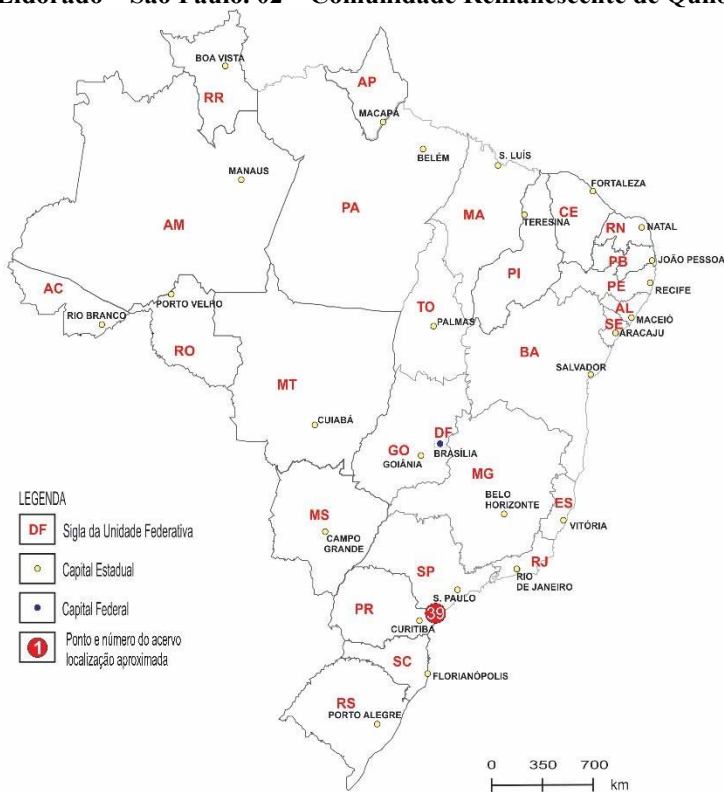 Eldorado – São Paulo. 02 – Comunidade Remanescente de Quilo
BOA VISTA
RR
AP
MACAPÁ
BELÉM
S. LUÍS
MANAUS
FORTALEZA
PA
MA
TERESINA
CE
RN
NATAL
AM
PB
JOÃO PESSOA
PI
PE
RECIFE
AC
PORTO VELHO
TO
AL
MACEIÓ
RIO BRANCO
PALMAS
SE
ARACAJU
RO
BA
MT
SALVADOR
CUIABÁ
DF
GO
BRASÍLIA
GOIÂNIA
MG
LEGENDA
BELO
HORIZONTE
ES
DF Sigla da Unidade Federativa
MS
VITÓRIA
CAMPO
GRANDE
Capital Estadual
SP
RJ
RIO
DE JANEIRO
S. PAULO
Capital Federal
PR
39
CURITIBA
1 Ponto e número do acervo
localização aproximada
SC
FLORIANÓPOLIS
RS
PORTO ALEGRE
0 350 700
km